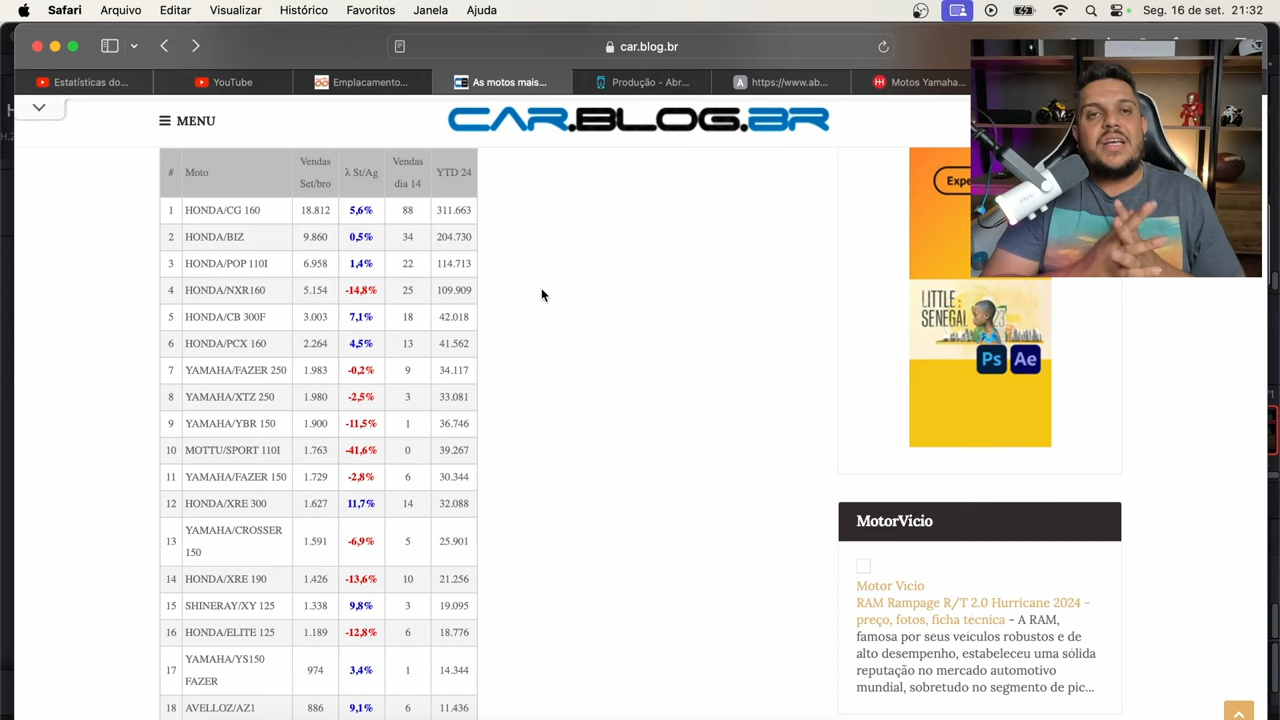 Safari Arquivo Editar Visualizar Histórico Favoritos Janela Ajuda Seg. 16 de set. 21:32
car.blog.br
Estatísticas do... YouTube Emplacamento... As motos mais... Produção - Abr... https://www.ab... Motos Yamaha...
MENU CAR.BLOG.BR
# Moto Vendas Set/bro λ St/Ag Vendas dia 14 YTD 24
1 HONDA/CG 160 18.812 5,6% 88 311.663
2 HONDA/BIZ 9.860 0,5% 34 204.730
3 HONDA/POP 110I 6.958 1,4% 22 114.713
4 HONDA/NXR160 5.154 -14,8% 25 109.909
5 HONDA/CB 300F 3.003 7,1% 18 42.018
6 HONDA/PCX 160 2.264 4,5% 13 41.562
7 YAMAHA/FAZER 250 1.983 -0,2% 9 34.117
8 YAMAHA/XTZ 250 1.980 -2,5% 3 33.081
9 YAMAHA/YBR 150 1.900 -11,5% 1 36.746
10 MOTTU/SPORT 110I 1.763 -41,6% 0 39.267
11 YAMAHA/FAZER 150 1.729 -2,8% 6 30.344
12 HONDA/XRE 300 1.627 11,7% 14 32.088
13 YAMAHA/CROSSER 150 1.591 -6,9% 5 25.901
14 HONDA/XRE 190 1.426 -13,6% 10 21.256
15 SHINERAY/XY 125 1.338 9,8% 3 19.095
16 HONDA/ELITE 125 1.189 -12,8% 6 18.776
17 YAMAHA/YS150 FAZER 974 3,4% 1 14.344
18 AVELLOZ/AZ1 886 9,1% 6 11.436
Expe
LITTLE
SENEGAL
Ps Ae
MotorVicio
Motor Vicio
RAM Rampage R/T 2.0 Hurricane 2024 -
preço, fotos, ficha técnica - A RAM,
famosa por seus veículos robustos e de
alto desempenho, estabeleceu uma sólida
reputação no mercado automotivo
mundial, sobretudo no segmento de pic...